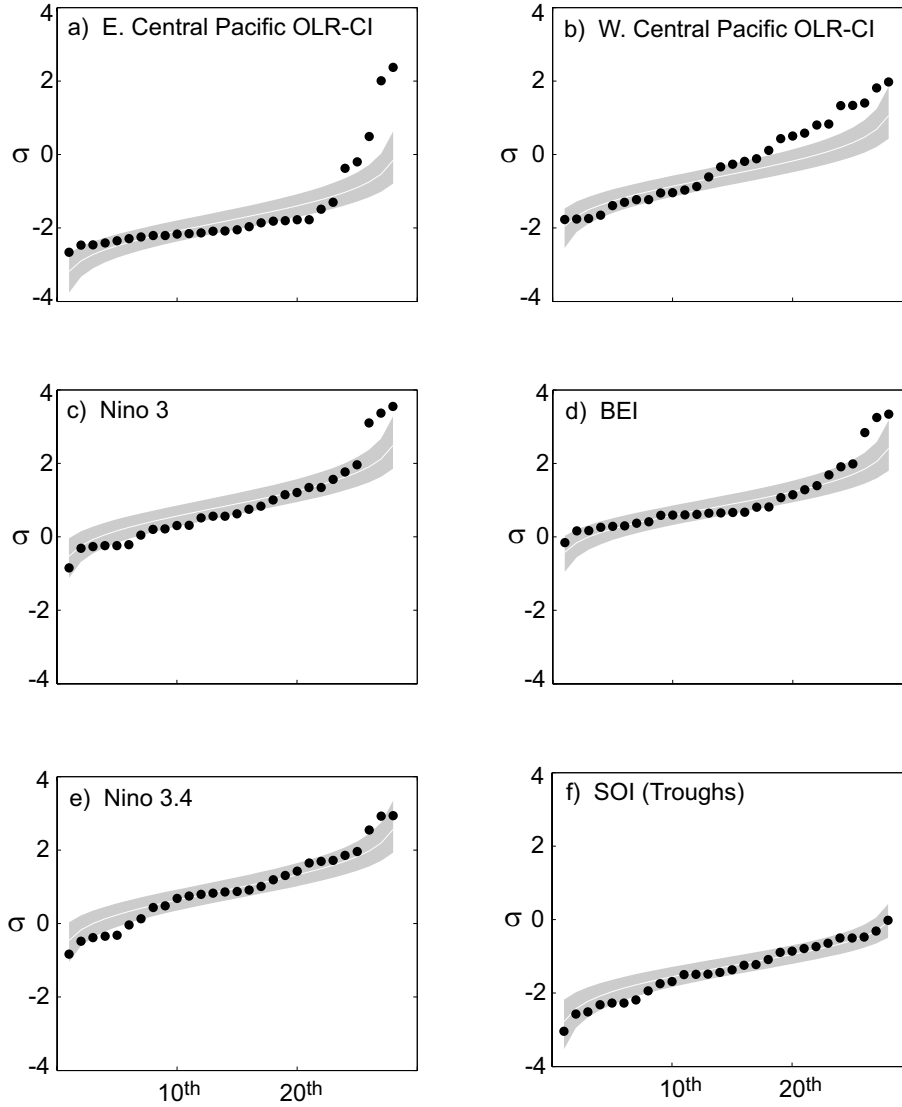 a) E. Central Pacific OLR-CI
4
2
σ 0
-2
-4
b) W. Central Pacific OLR-CI
4
2
σ 0
-2
-4
c) Nino 3
4
2
σ 0
-2
-4
d) BEI
4
2
σ 0
-2
-4
e) Nino 3.4
4
2
σ 0
-2
-4
10th 20th
f) SOI (Troughs)
4
2
σ 0
-2
-4
10th 20th